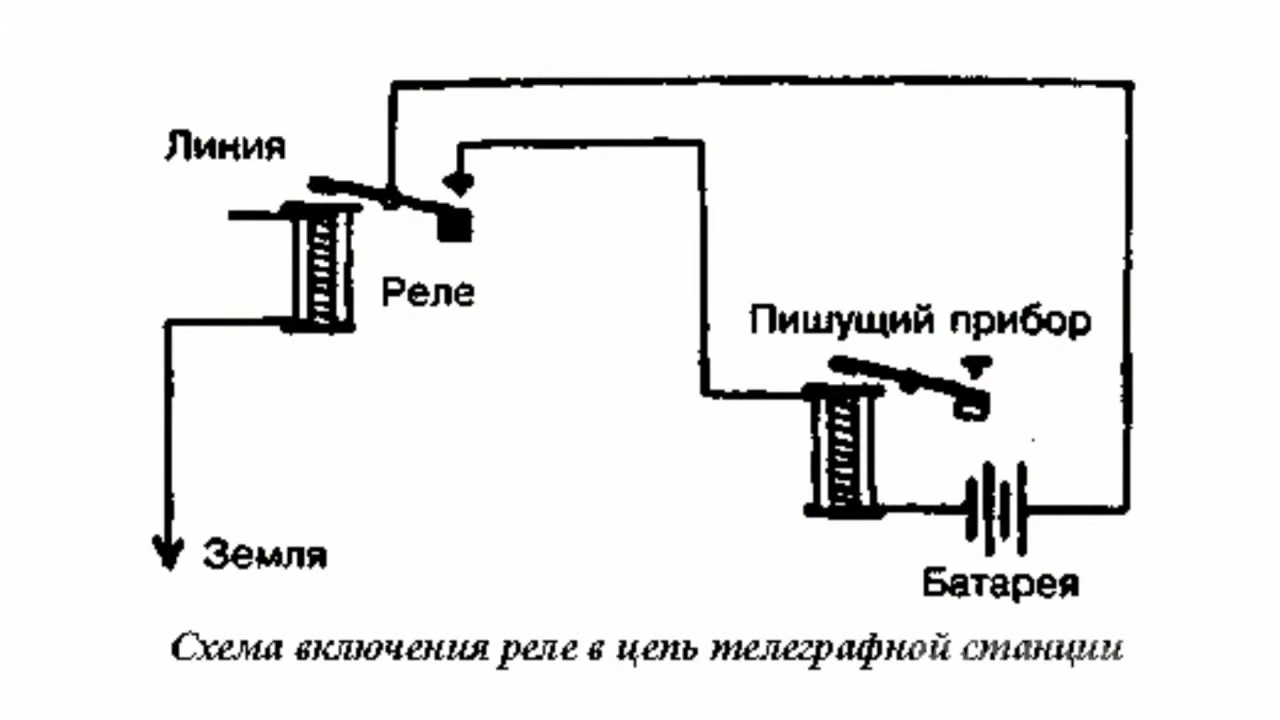 Линия
Реле
Пишущий прибор
Земля
Батарея
Схема включения реле в цепь телеграфной станции